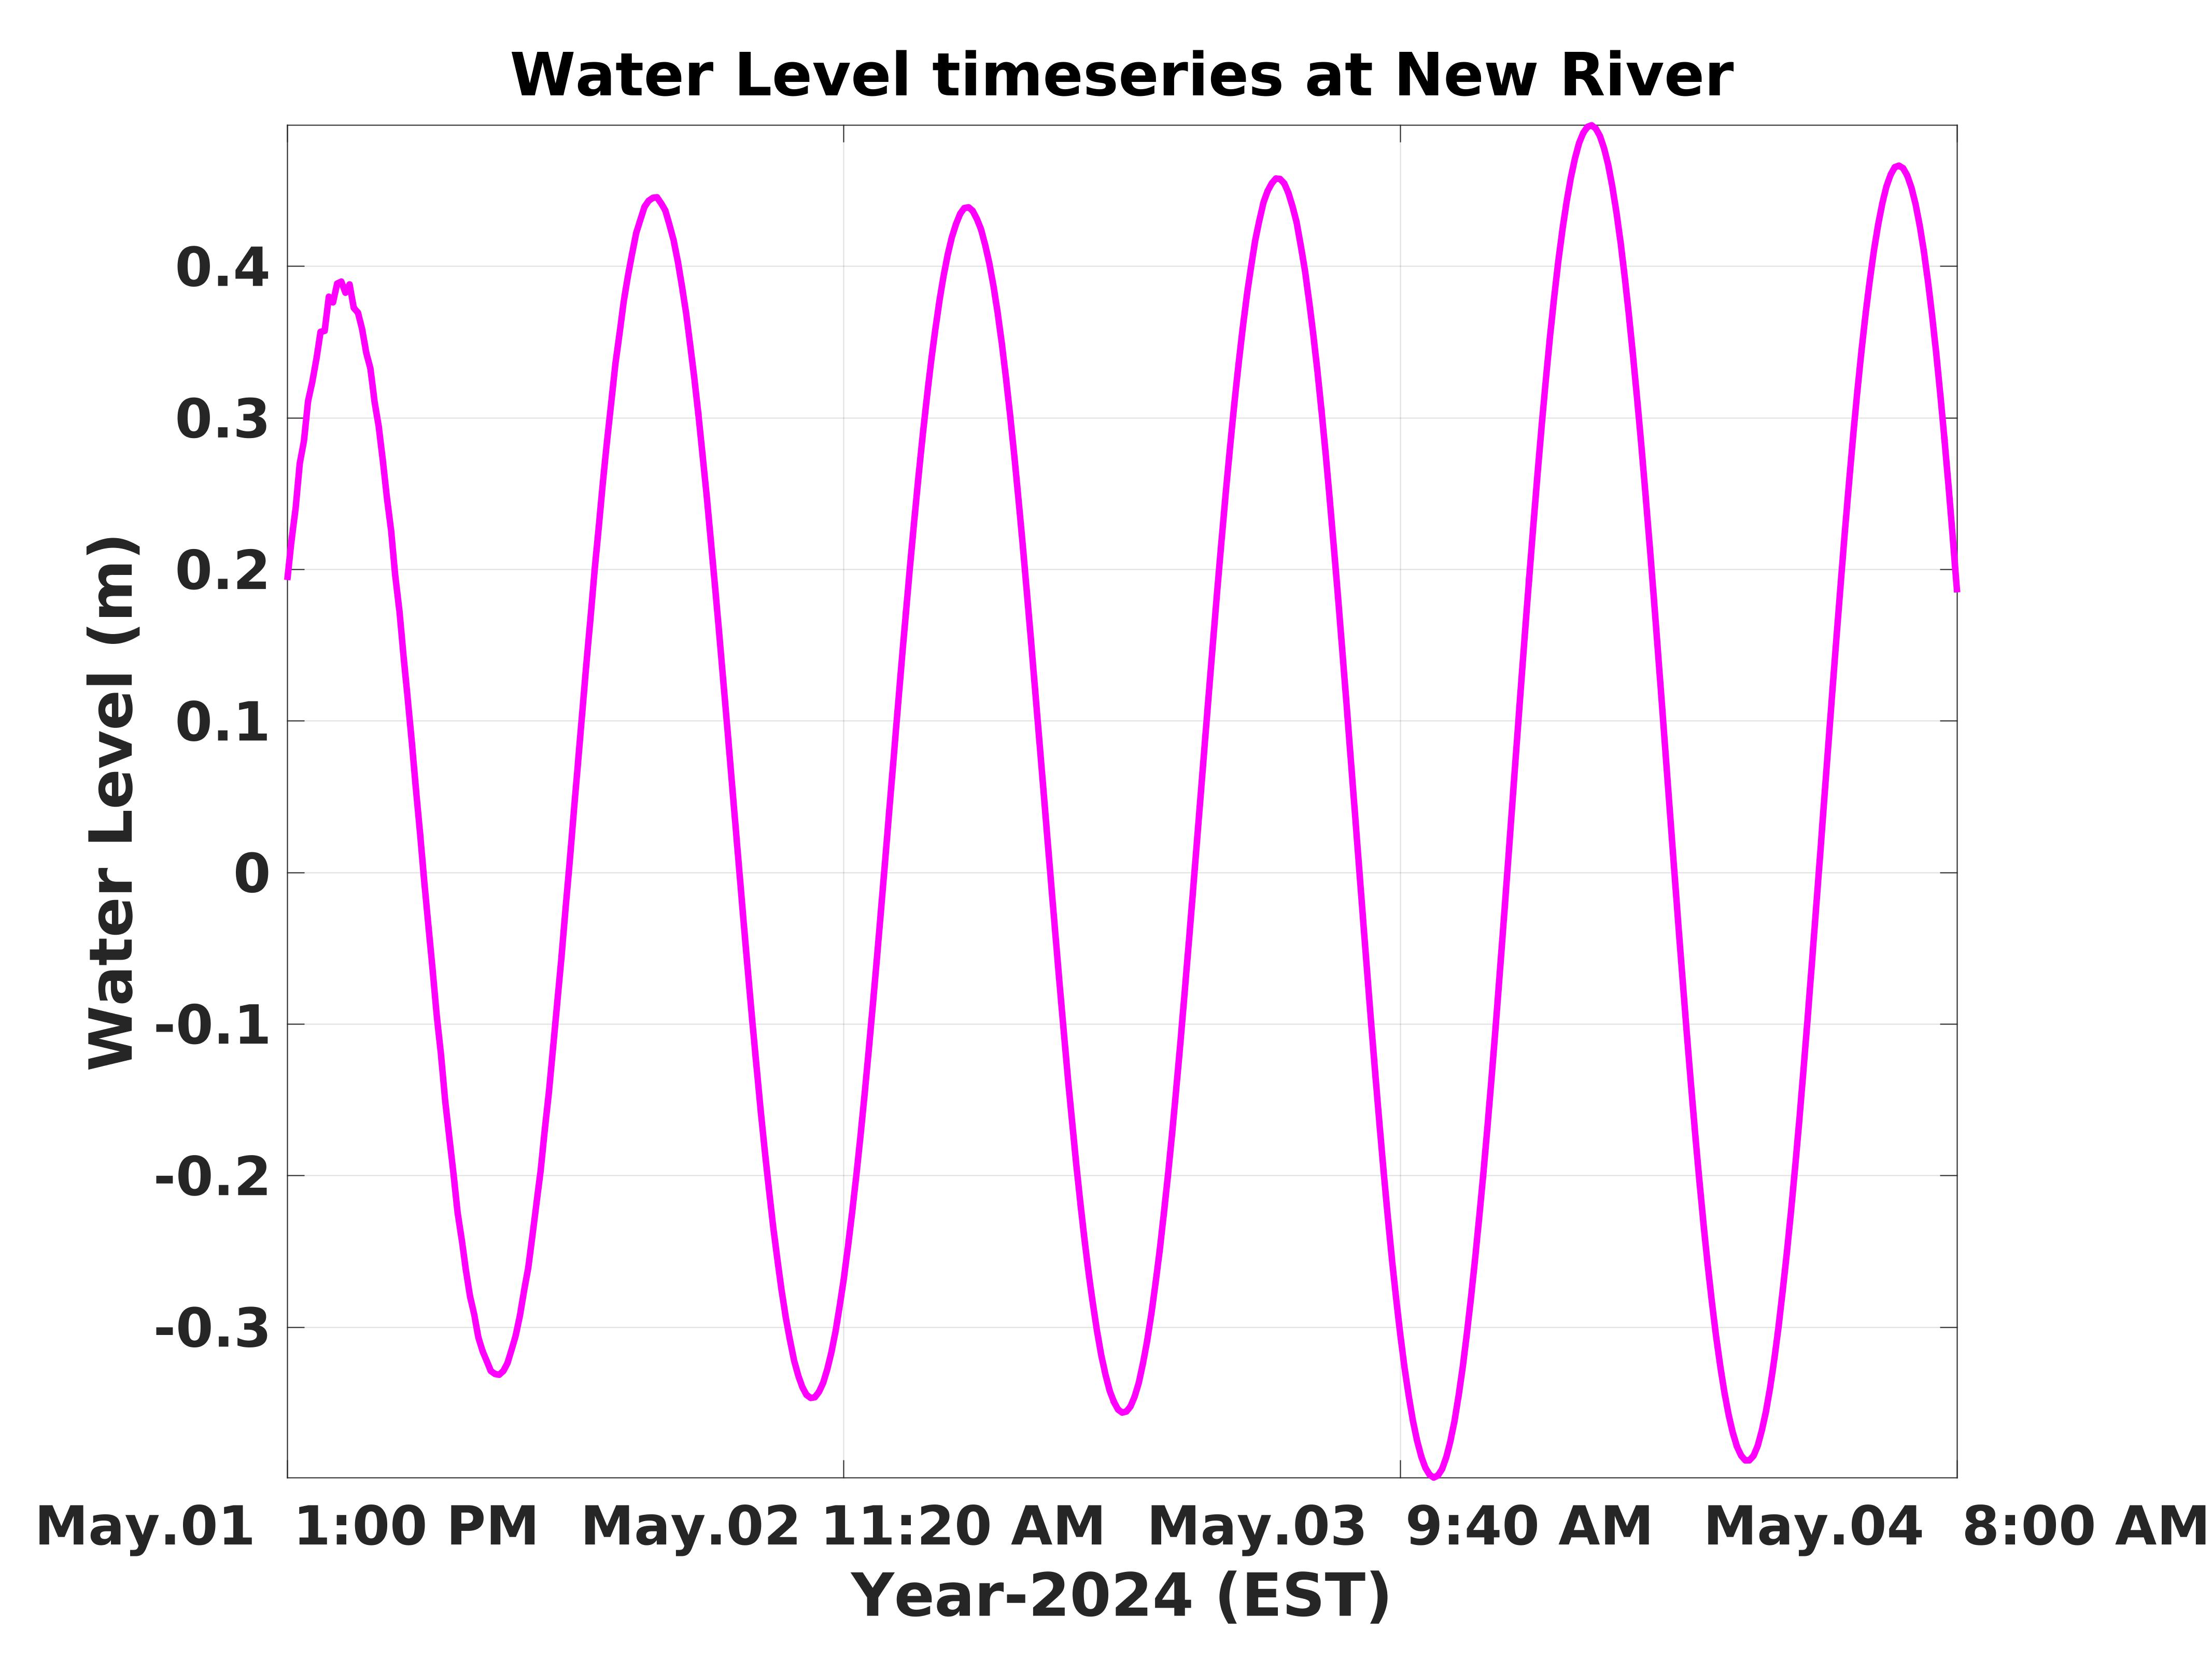 Water Level timeseries at New River
Water Level (m)
0.4
0.3
0.2
0.1
0
-0.1
-0.2
-0.3
May.01 1:00 PM May.02 11:20 AM May.03 9:40 AM May.04 8:00 AM
Year-2024 (EST)